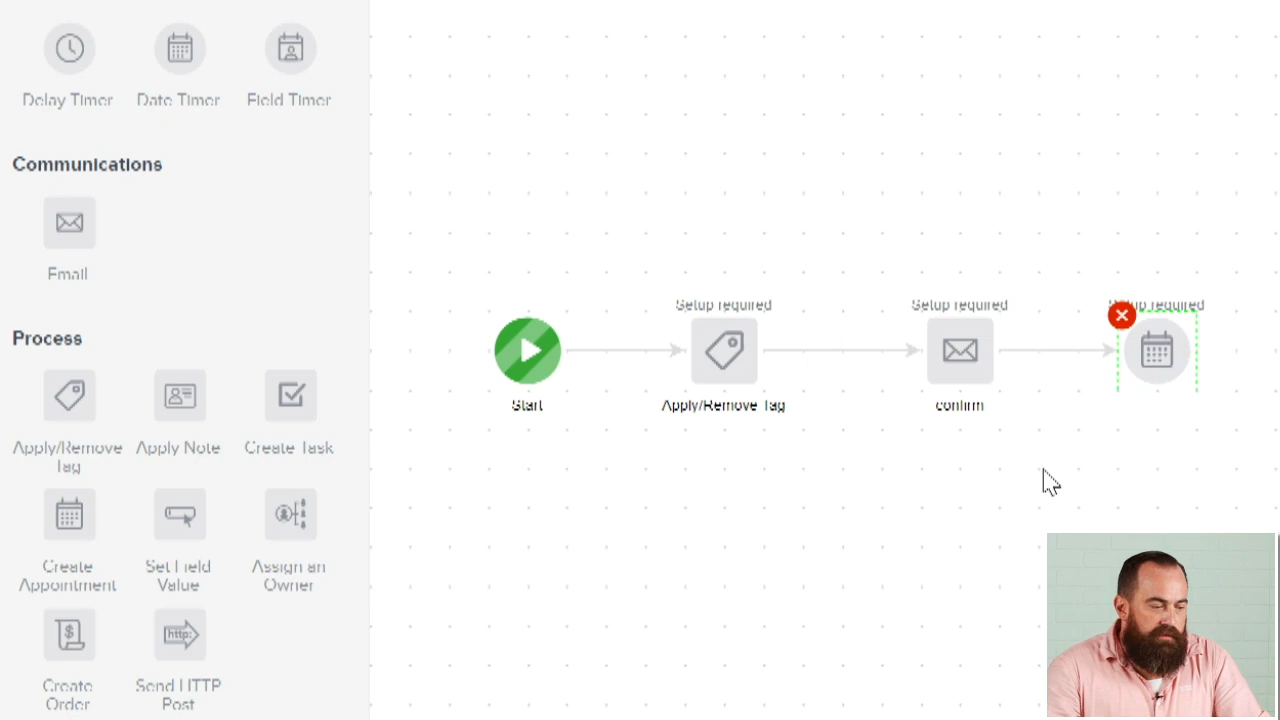 Delay Timer Date Timer Field Timer
Communications
Email
Process
Apply/Remove Tag Apply Note Create Task
Create Appointment Set Field Value Assign an Owner
http:
Create Order Send HTTP Post
Setup required Setup required Setup required
Start Apply/Remove Tag confirm